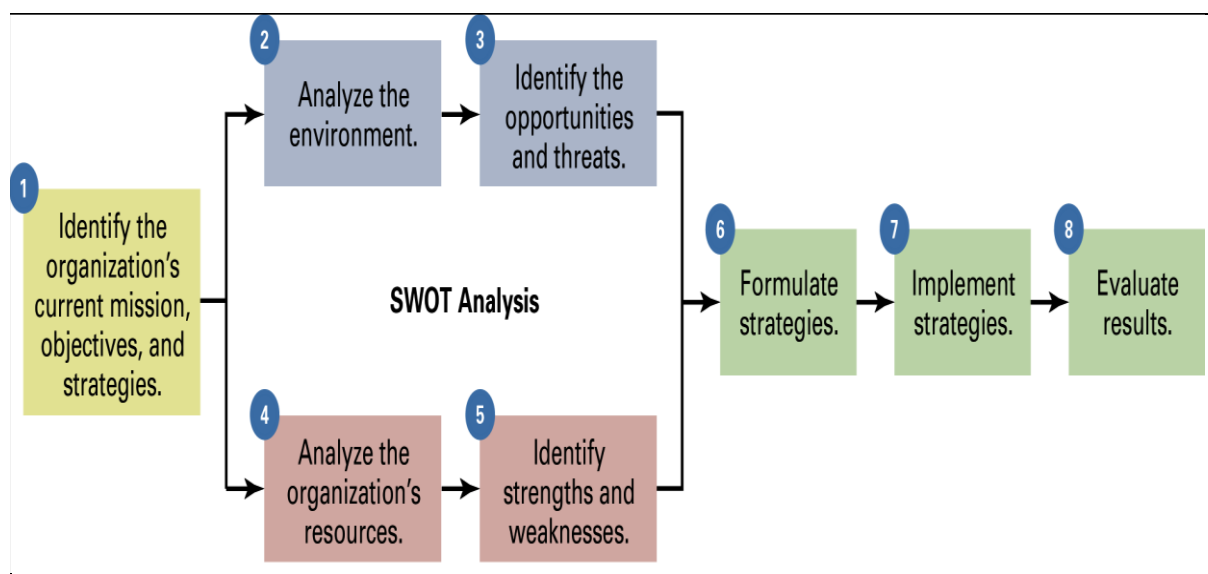 1
Identify the
organization's
current mission,
objectives, and
strategies.
2
Analyze the
environment.
3
Identify the
opportunities
and threats.
SWOT Analysis
4
Analyze the
organization's
resources.
5
Identify
strengths and
weaknesses.
6
Formulate
strategies.
7
Implement
strategies.
8
Evaluate
results.